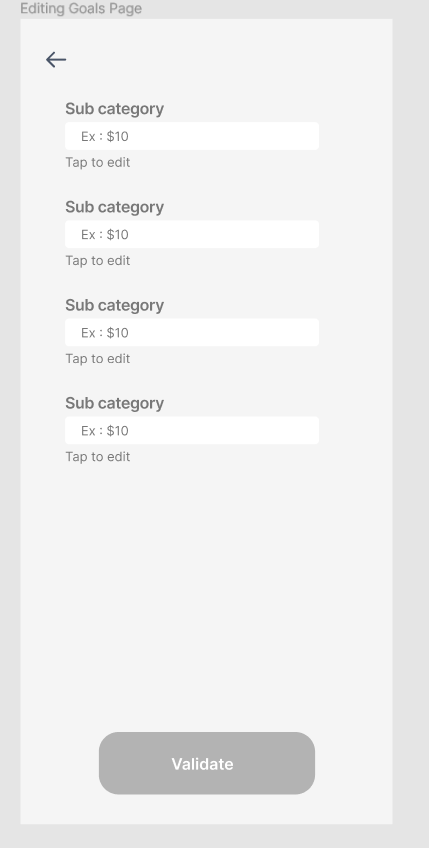 Editing Goals Page
Sub category
Ex : $10
Tap to edit
Sub category
Ex : $10
Tap to edit
Sub category
Ex : $10
Tap to edit
Sub category
Ex : $10
Tap to edit
Validate